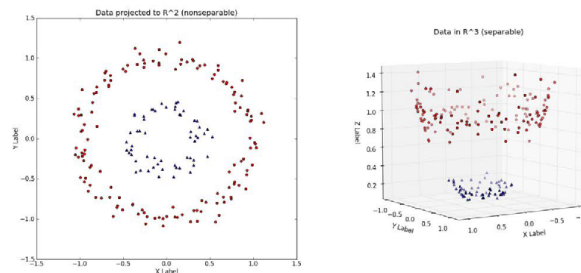 Data projected to R^2 (nonseparable)
1.5
1.0
0.5
0.0
-0.5
-1.0
-1.5
-1.5 -1.0 -0.5 0.0 0.5 1.0 1.5
X Label
Y Label
Data in R^3 (separable)
1.4
1.2
1.0
0.8
0.6
0.4
0.2
Z Label
-1.0
-0.5
0.0
0.5
1.0
Y Label
1.0 0.5 0.0 -0.5
X Label